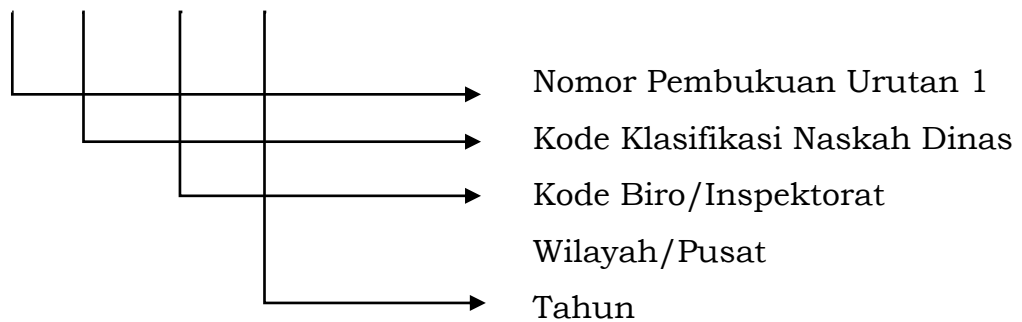 Nomor Pembukuan Urutan 1
Kode Klasifikasi Naskah Dinas
Kode Biro/Inspektorat
Wilayah/Pusat
Tahun